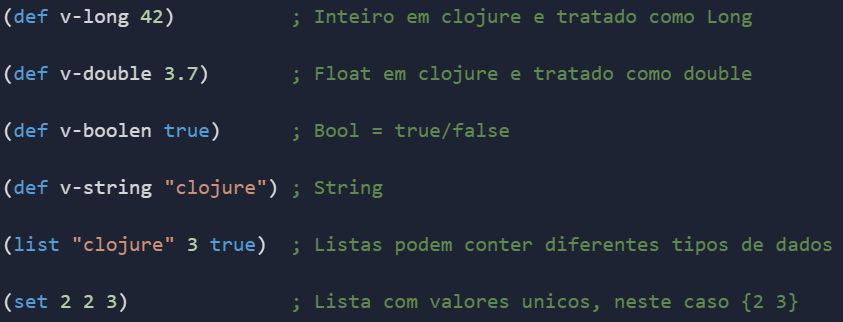 (def v-long 42)          ; Inteiro em clojure e tratado como Long
(def v-double 3.7)       ; Float em clojure e tratado como double
(def v-boolen true)      ; Bool = true/false
(def v-string "clojure") ; String
(list "clojure" 3 true)  ; Listas podem conter diferentes tipos de dados
(set 2 2 3)              ; Lista com valores unicos, neste caso {2 3}